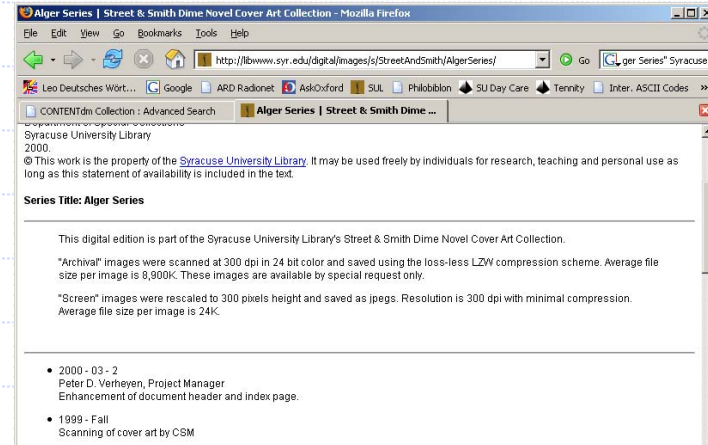 Alger Series | Street & Smith Dime Novel Cover Art Collection - Mozilla Firefox
File Edit View Go Bookmarks Tools Help
http://libwww.syr.edu/digital/images/s/StreetAndSmith/AlgerSeries/ Go ger Series" Syracuse
Leo Deutsches Wört... Google ARD Radionet AskOxford SUL Philobiblon SU Day Care Tennity Inter. ASCII Codes »
CONTENTdm Collection : Advanced Search Alger Series | Street & Smith Dime ...
Department of Special Collections
Syracuse University Library
2000.
© This work is the property of the Syracuse University Library. It may be used freely by individuals for research, teaching and personal use as
long as this statement of availability is included in the text.
Series Title: Alger Series
This digital edition is part of the Syracuse University Library's Street & Smith Dime Novel Cover Art Collection.
"Archival" images were scanned at 300 dpi in 24 bit color and saved using the loss-less LZW compression scheme. Average file
size per image is 8,900K. These images are available by special request only.
"Screen" images were rescaled to 300 pixels height and saved as jpegs. Resolution is 300 dpi with minimal compression.
Average file size per image is 24K.
2000 - 03 - 2
Peter D. Verheyen, Project Manager
Enhancement of document header and index page.
1999 - Fall
Scanning of cover art by CSM